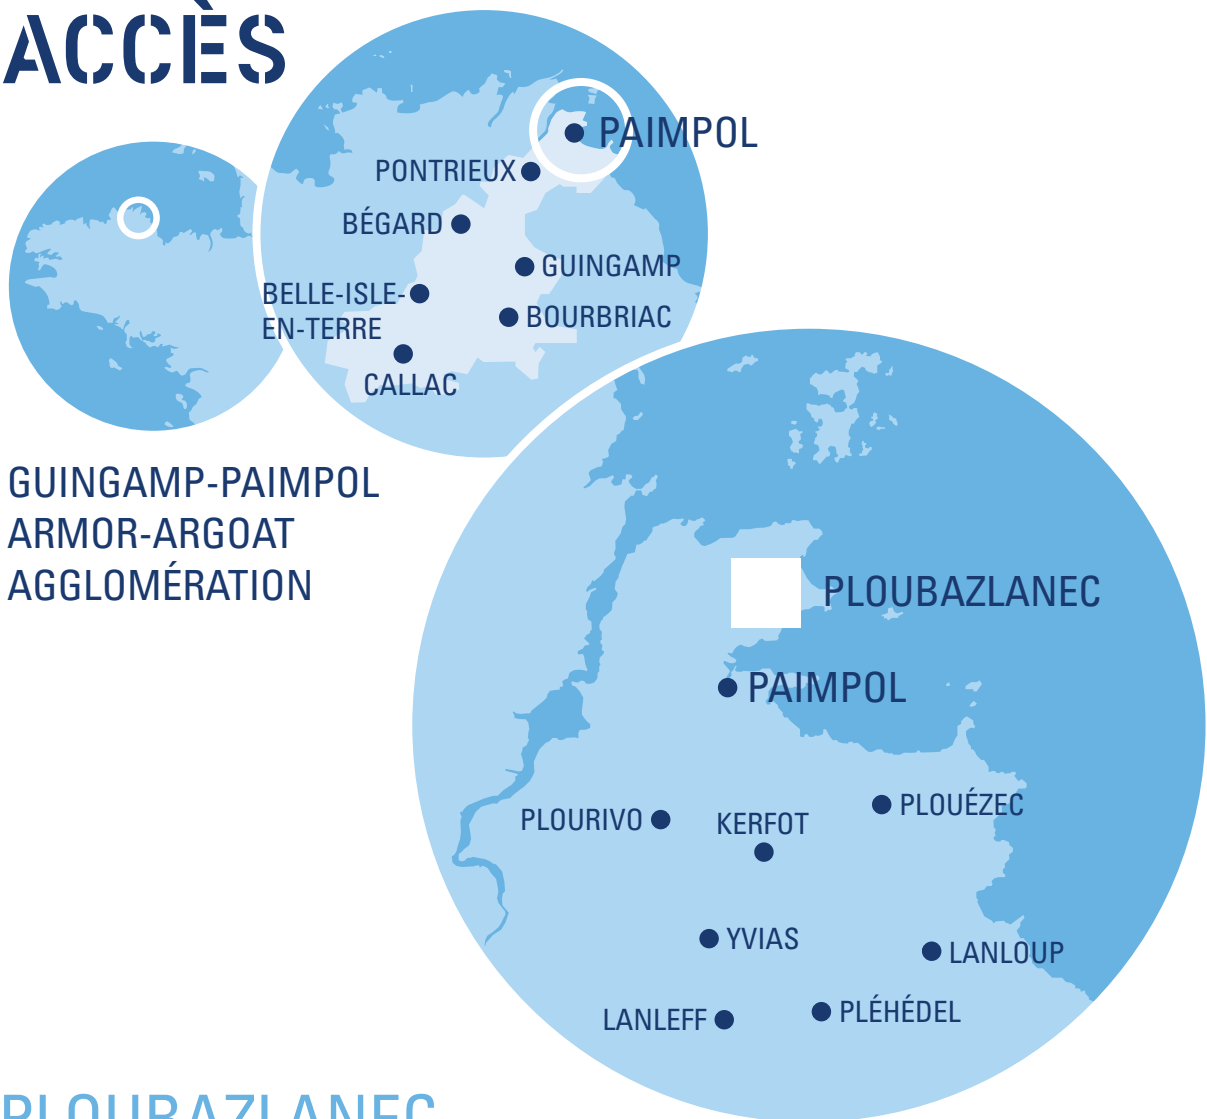 ACCÈS
PAIMPOL
PONTRIEUX
BÉGARD
GUINGAMP
BELLE-ISLE-
EN-TERRE
BOURBRIAC
CALLAC
GUINGAMP-PAIMPOL
ARMOR-ARGOAT
AGGLOMÉRATION
PLOUBAZLANEC
PAIMPOL
PLOUÉZEC
PLOURIVO
KERFOT
YVIAS
LANLOUP
LANLEFF
PLÉHÉDEL
PLOUBAZLANEC